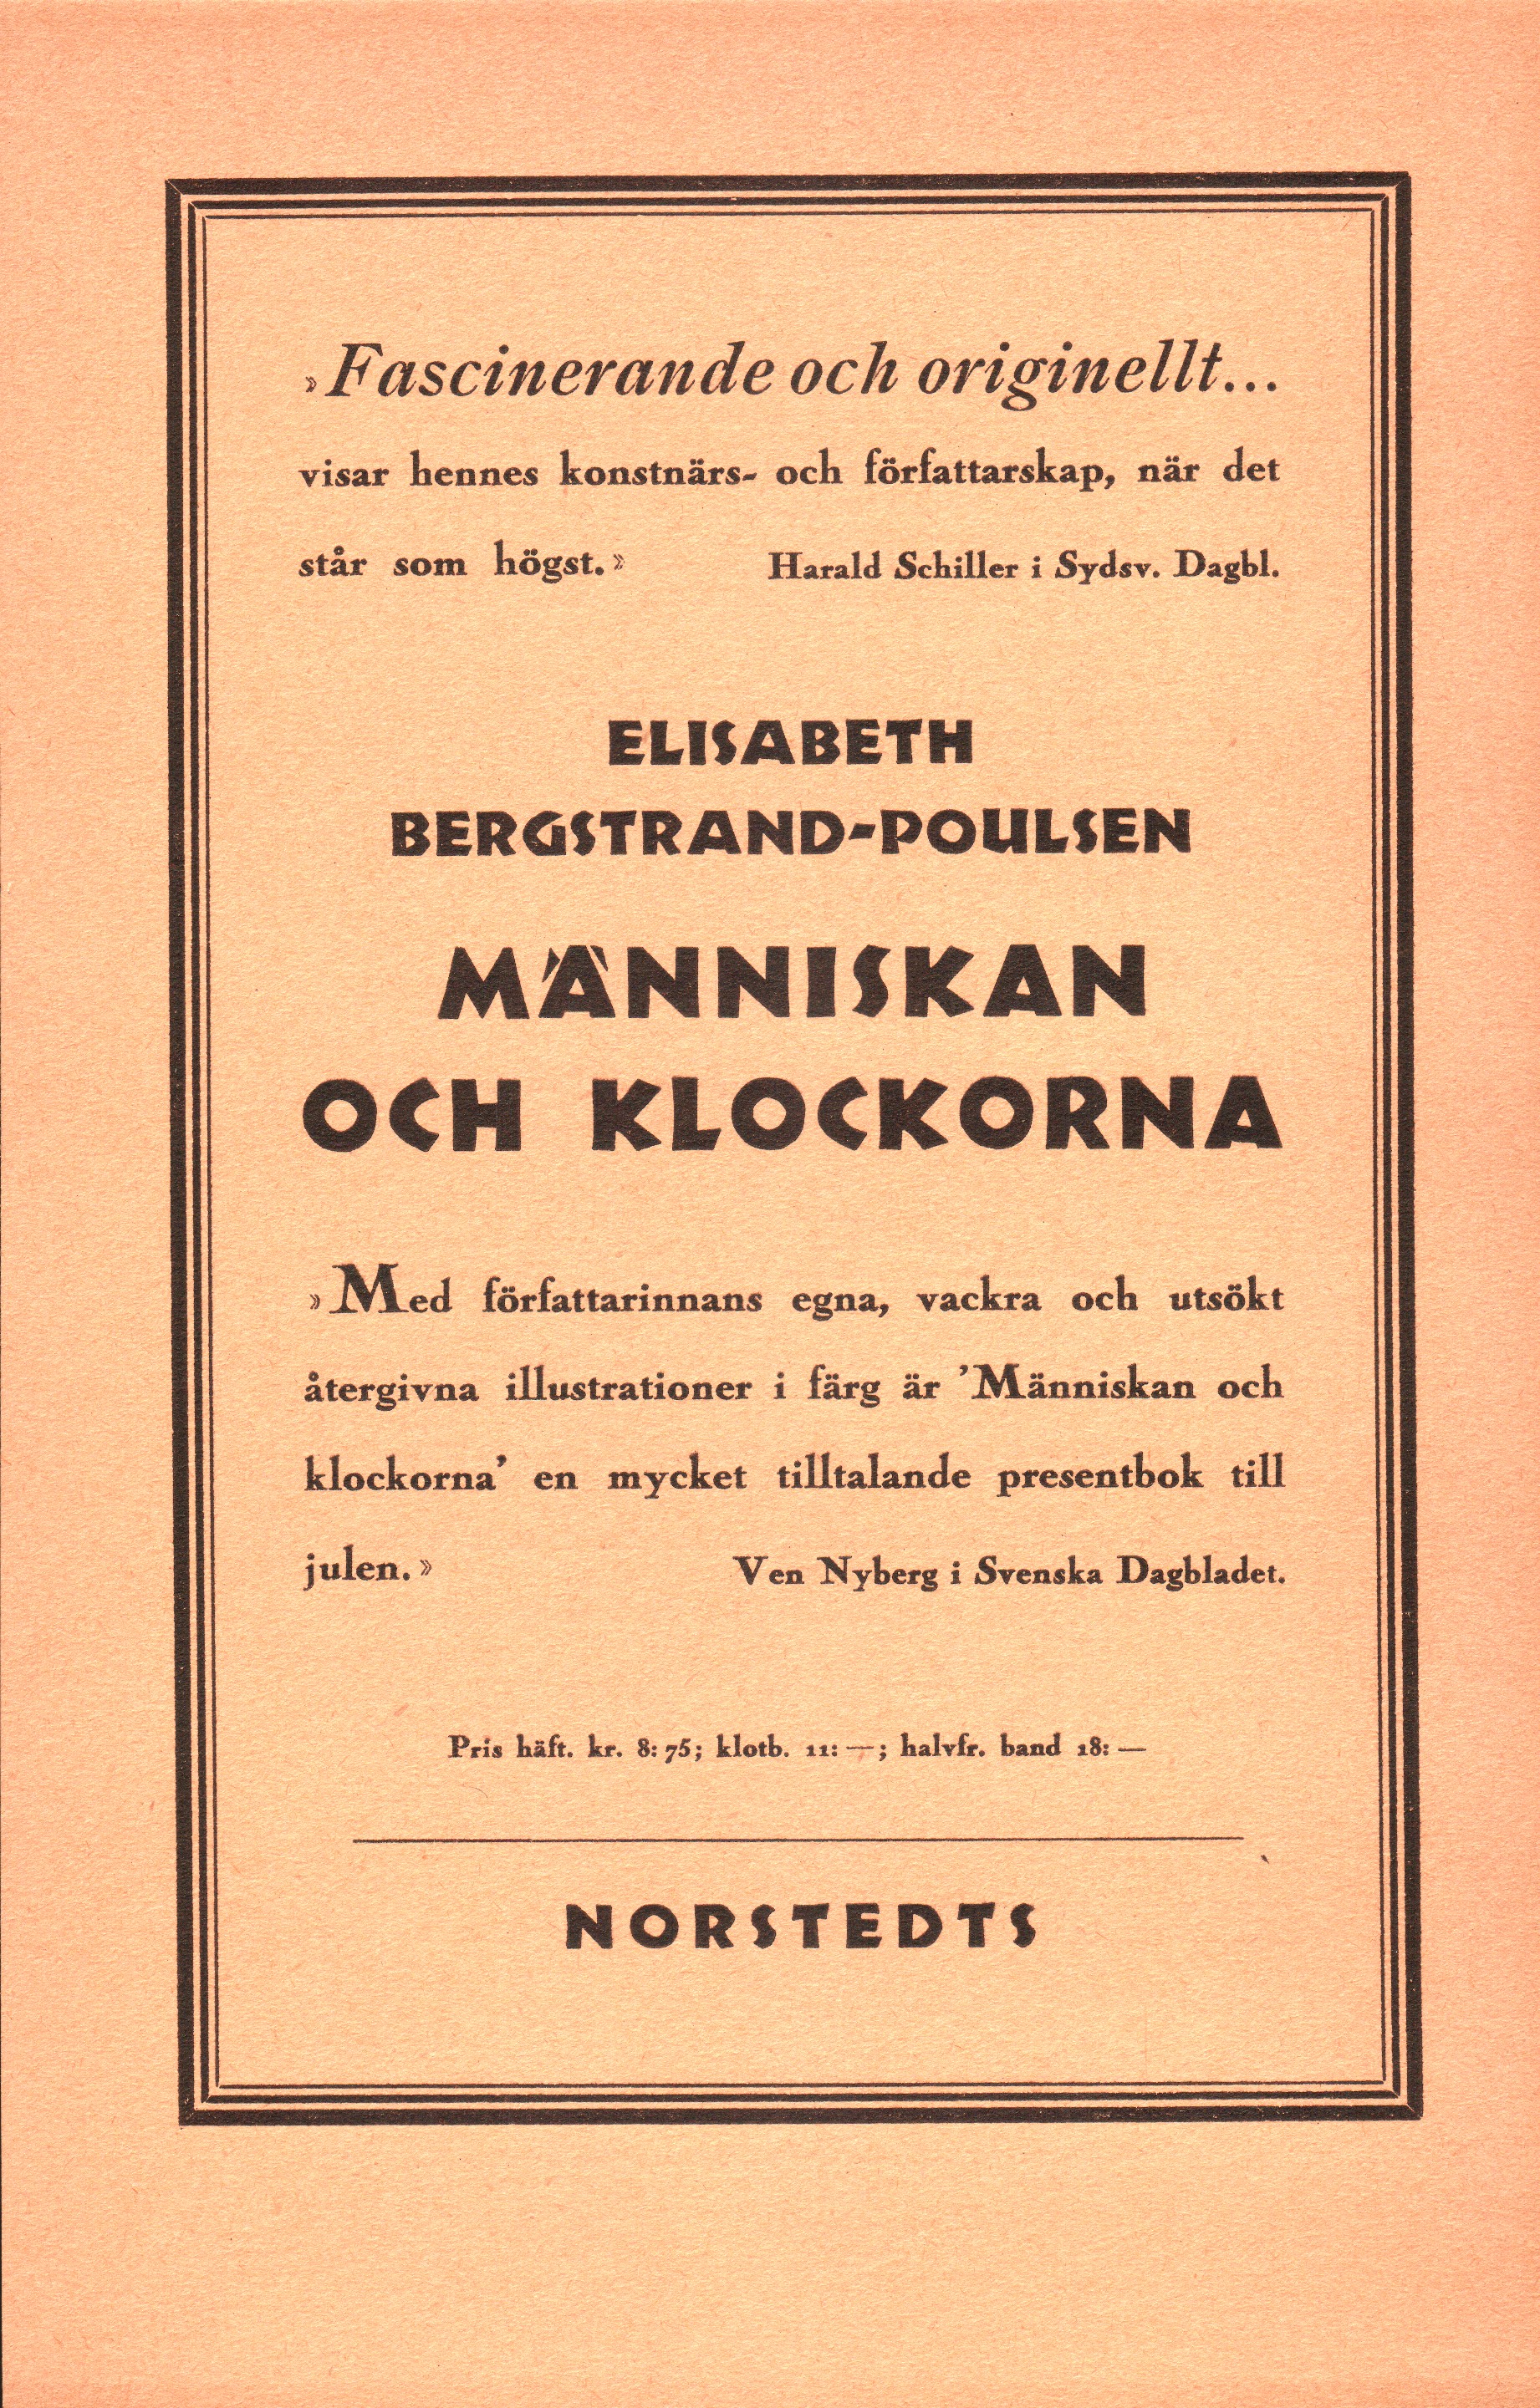 »Fascinerande och originellt...
visar hennes konstnärs- och författarskap, när det
står som högst.» Harald Schiller i Sydsv. Dagbl.
ELISABETH
BERGSTRAND-POULSEN
MÄNNISKAN
OCH KLOCKORNA
»Med författarinnans egna, vackra och utsökt
återgivna illustrationer i färg är ’Människan och
klockorna’ en mycket tilltalande presentbok till
julen.» Ven Nyberg i Svenska Dagbladet.
Pris häft. kr. 8: 75; klotb. 11: —; halvfr. band 18: —
NORSTEDTS